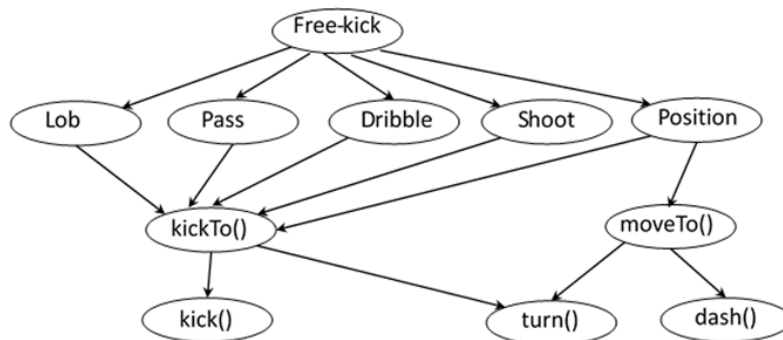 Free-kick
Lob
Pass
Dribble
Shoot
Position
kickTo()
moveTo()
kick()
turn()
dash()